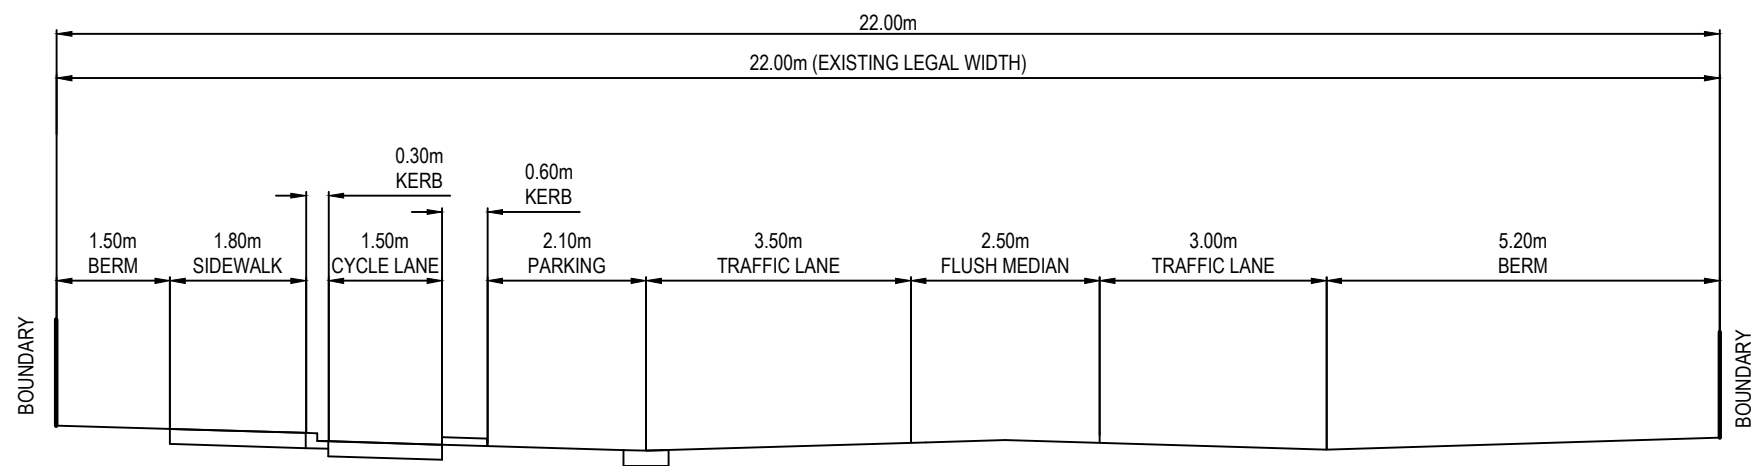 22.00m
22.00m (EXISTING LEGAL WIDTH)
0.30m
KERB
0.60m
KERB
1.50m
BERM
1.80m
SIDEWALK
1.50m
CYCLE LANE
2.10m
PARKING
3.50m
TRAFFIC LANE
2.50m
FLUSH MEDIAN
3.00m
TRAFFIC LANE
5.20m
BERM
BOUNDARY
BOUNDARY